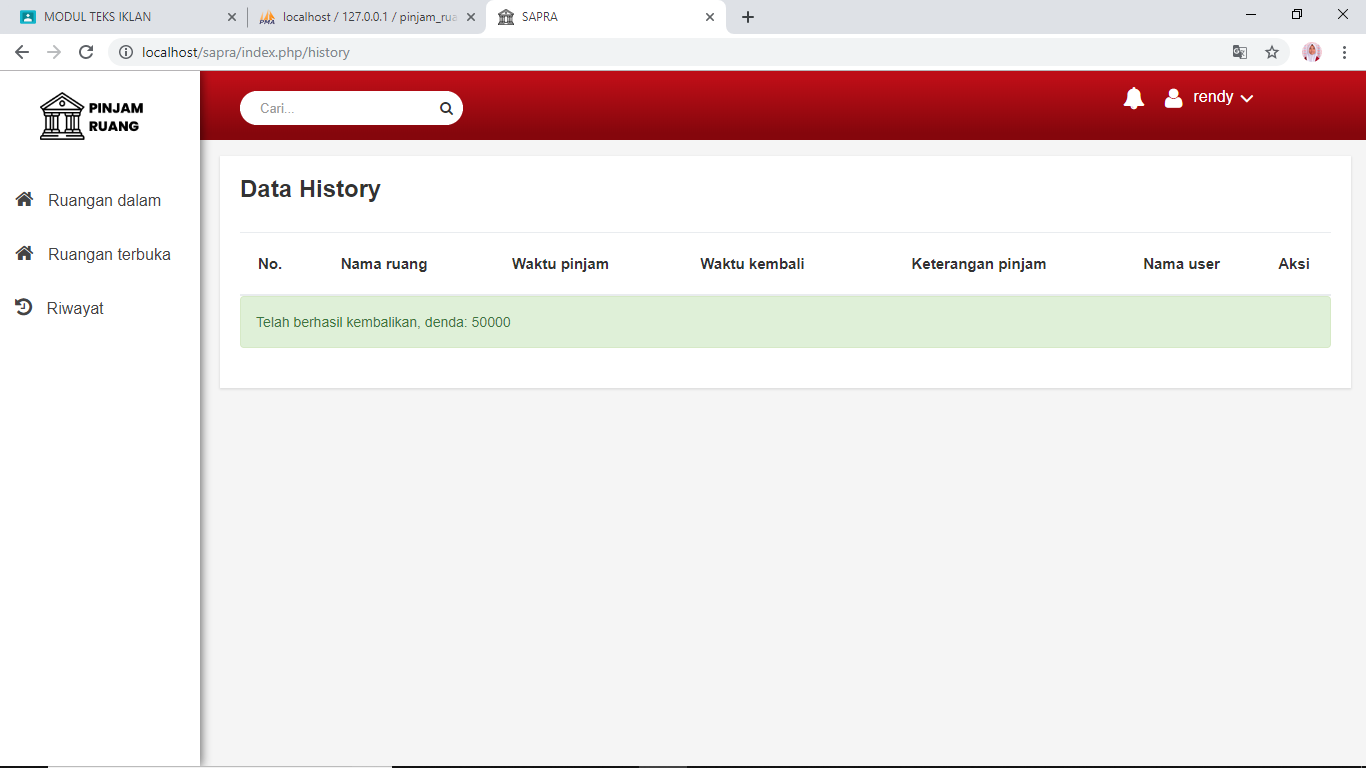 MODUL TEKS IKLAN
localhost / 127.0.0.1 / pinjam_rua
SAPRA
localhost/sapra/index.php/history
PINJAM
RUANG
Cari...
rendy
Ruangan dalam
Ruangan terbuka
Riwayat
Data History
No. Nama ruang Waktu pinjam Waktu kembali Keterangan pinjam Nama user Aksi
Telah berhasil kembalikan, denda: 50000